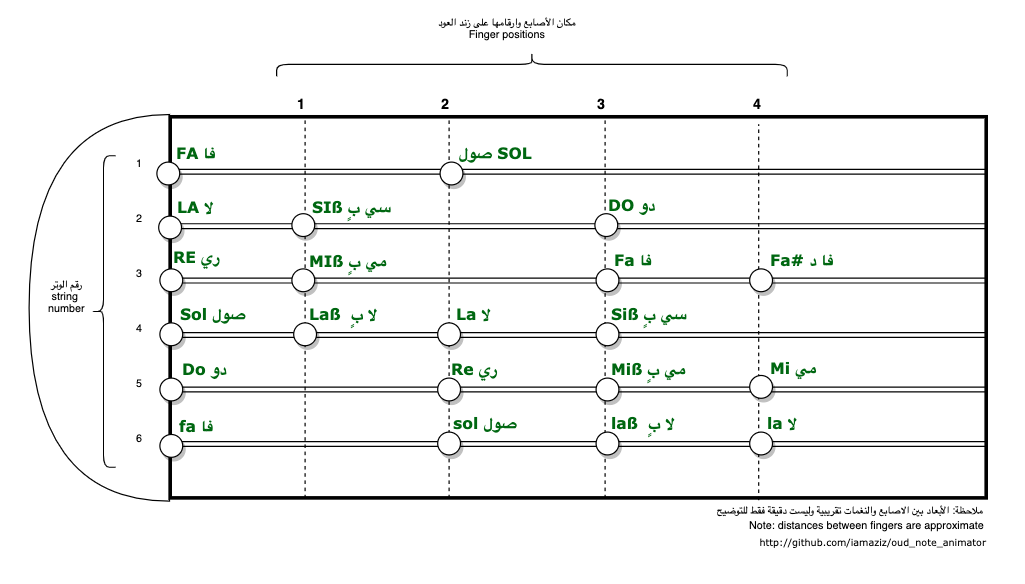 مكان الأصابع وارقامها على زند العود
Finger positions
1 2 3 4
1
FA فا
صول SOL
2
LA لا
SIß سي بٍ
DO دو
3
RE ري
MIß مي بٍ
Fa فا
Fa# فا د
رقم الوتر
string
number
4
Sol صول
Laß لا بٍ
La لا
Siß سي بٍ
5
Do دو
Re ري
Miß مي بٍ
Mi مي
6
fa فا
sol صول
laß لا بٍ
la لا
ملاحظة: الأبعاد بين الاصابع والنغمات تقريبية وليست دقيقة فقط للتوضيح
Note: distances between fingers are approximate
http://github.com/iamaziz/oud_note_animator